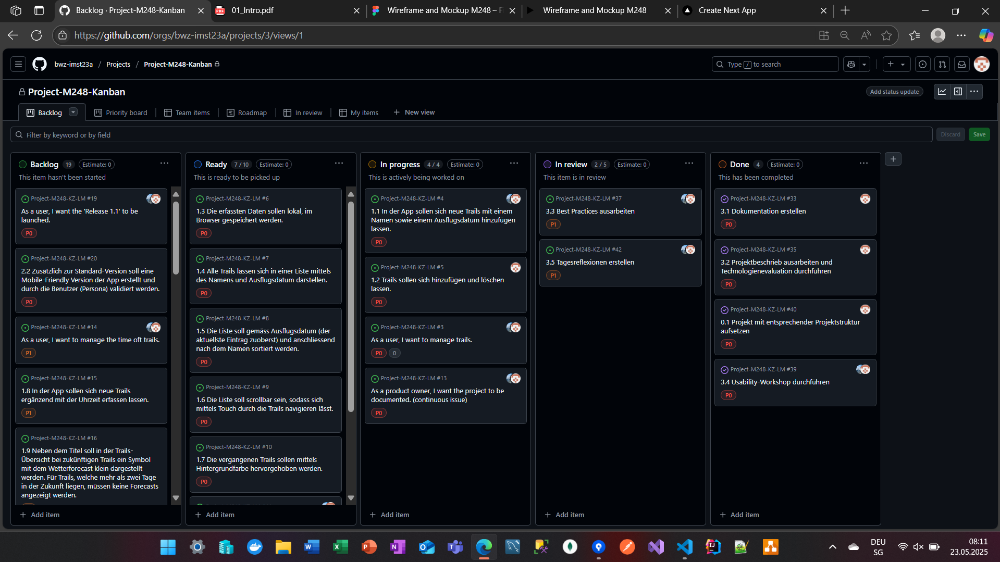 Backlog · Project-M248-Kanban
01_Intro.pdf
Wireframe and Mockup M248 – F
Wireframe and Mockup M248
Create Next App
https://github.com/orgs/bwz-imst23a/projects/3/views/1
bwz-imst23a / Projects / Project-M248-Kanban
Type / to search
Project-M248-Kanban
Add status update
Backlog
Priority board
Team items
Roadmap
In review
My items
New view
Filter by keyword or by field
Discard
Save
Backlog 19 Estimate: 0
This item hasn't been started
Project-M248-KZ-LM #19
As a user, I want the 'Release 1.1' to be
launched.
P0
Project-M248-KZ-LM #20
2.2 Zusätzlich zur Standard-Version soll eine
Mobile-Friendly Version der App erstellt und
durch die Benutzer (Persona) validiert werden.
P0
Project-M248-KZ-LM #14
As a user, I want to manage the time oft trails.
P1
Project-M248-KZ-LM #15
1.8 In der App sollen sich neue Trails
ergänzend mit der Uhrzeit erfassen lassen.
P1
Project-M248-KZ-LM #16
1.9 Neben dem Titel soll in der Trails-
Übersicht bei zukünftigen Trails ein Symbol
mit dem Wetterforecast klein dargestellt
werden. Für Trails, welche mehr als zwei Tage
in der Zukunft liegen, müssen keine Forecasts
angezeigt werden.
Add item
Ready 7 / 10 Estimate: 0
This is ready to be picked up
Project-M248-KZ-LM #6
1.3 Die erfassten Daten sollen lokal, im
Browser gespeichert werden.
P0
Project-M248-KZ-LM #7
1.4 Alle Trails lassen sich in einer Liste mittels
des Namens und Ausflugsdatum darstellen.
P0
Project-M248-KZ-LM #8
1.5 Die Liste soll gemäss Ausflugsdatum (der
aktuellste Eintrag zuoberst) und anschliessend
nach dem Namen sortiert werden.
P0
Project-M248-KZ-LM #9
1.6 Die Liste soll scrollbar sein, sodass sich
mittels Touch durch die Trails navigieren lässt.
P0
Project-M248-KZ-LM #10
1.7 Die vergangenen Trails sollen mittels
Hintergrundfarbe hervorgehoben werden.
P0
Add item
In progress 4 / 4 Estimate: 0
This is actively being worked on
Project-M248-KZ-LM #4
1.1 In der App sollen sich neue Trails mit einem
Namen sowie einem Ausflugsdatum hinzufügen
lassen.
P0
Project-M248-KZ-LM #5
1.2 Trails sollen sich hinzufügen und löschen
lassen.
P0
Project-M248-KZ-LM #3
As a user, I want to manage trails.
P0 0
Project-M248-KZ-LM #13
As a product owner, I want the project to be
documented. (continuous issue)
P0
Add item
In review 2 / 5 Estimate: 0
This item is in review
Project-M248-KZ-LM #37
3.3 Best Practices ausarbeiten
P1
Project-M248-KZ-LM #42
3.5 Tagesreflexionen erstellen
P1
Add item
Done 4 Estimate: 0
This has been completed
Project-M248-KZ-LM #33
3.1 Dokumentation erstellen
P0
Project-M248-KZ-LM #35
3.2 Projektbeschrieb ausarbeiten und
Technologienevaluation durchführen
P0
Project-M248-KZ-LM #40
0.1 Projekt mit entsprechender Projektstruktur
aufsetzen
P0
Project-M248-KZ-LM #39
3.4 Usability-Workshop durchführen
P0
Add item
DEU
SG
08:11
23.05.2025